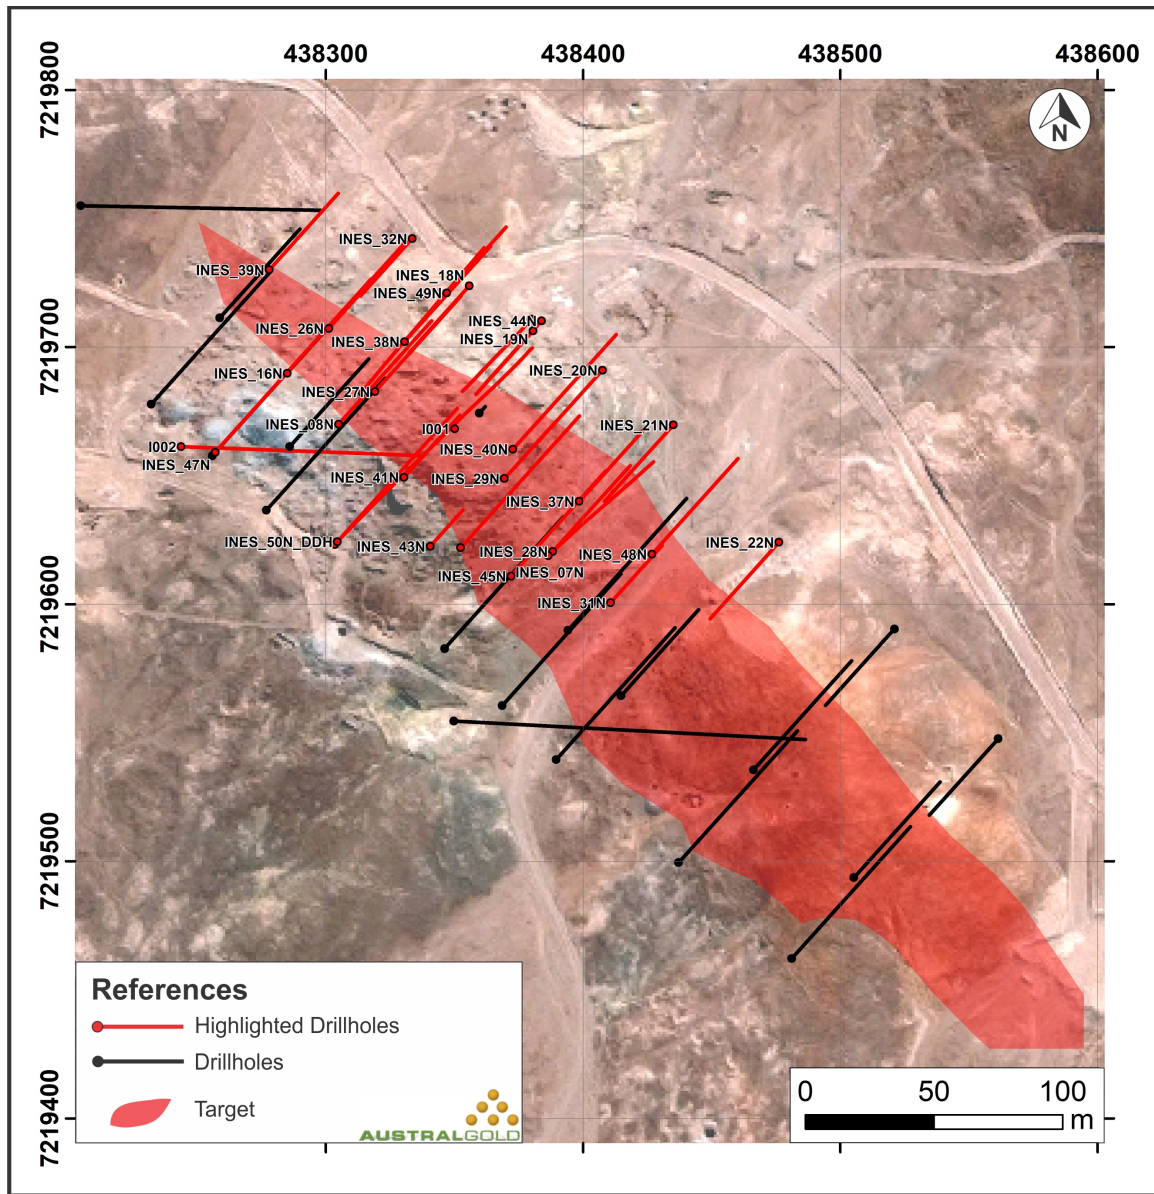 438300 438400 438500 438600
7219800
7219700
7219600
7219500
7219400
N
INES_32N
INES_39N
INES_18N
INES_49N
INES_44N
INES_26N
INES_19N
INES_38N
INES_20N
INES_16N
INES_27N
INES_08N
I001
INES_21N
I002
INES_40N
INES_47N
INES_41N
INES_29N
INES_37N
INES_50N_DDH
INES_43N
INES_28N
INES_48N
INES_22N
INES_07N
INES_45N
INES_31N
References
Highlighted Drillholes
Drillholes
Target
AUSTRALGOLD
0 50 100
m